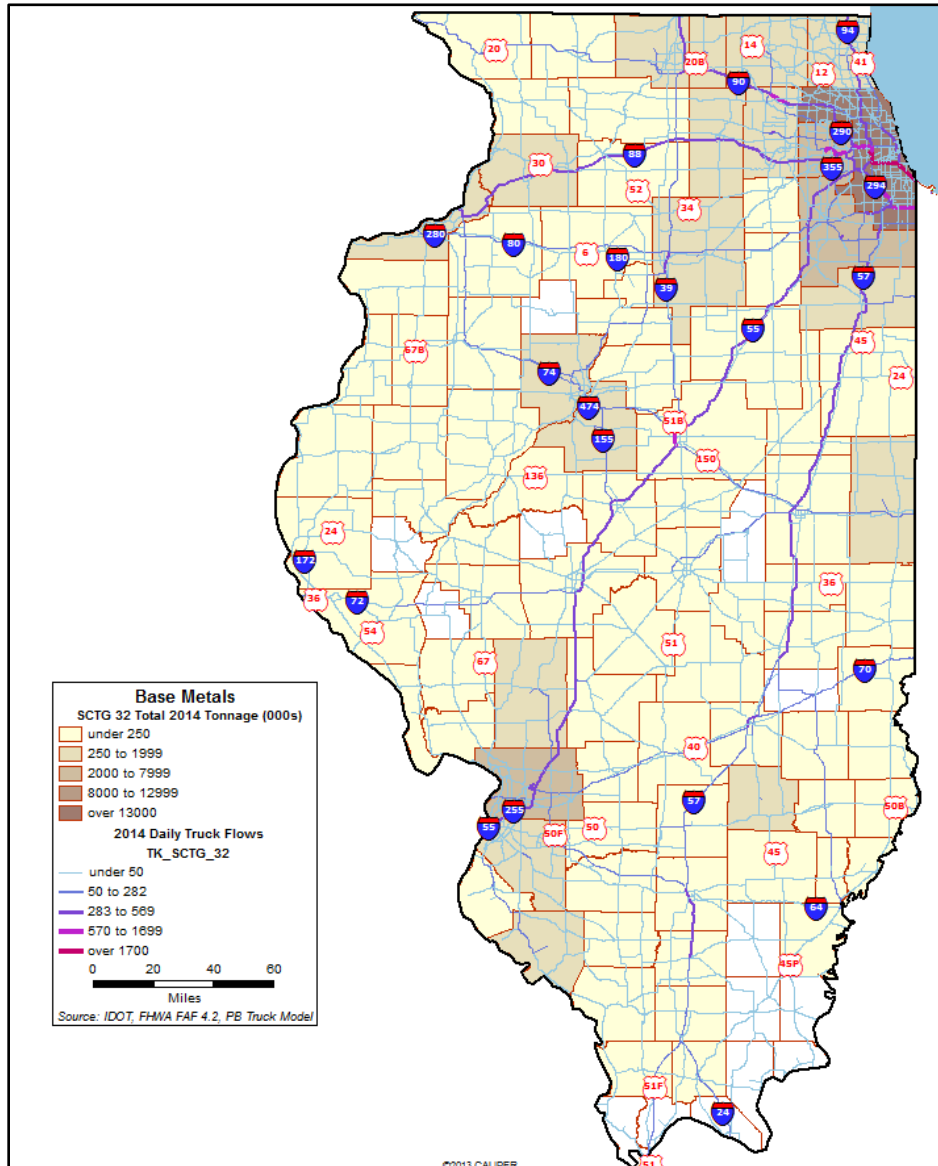 94
20
14
41
20B
12
90
290
88
30
355
294
52
34
280
80
6
180
57
39
55
45
67B
24
74
474
51B
155
150
136
24
172
36
36
72
54
51
67
70
Base Metals
SCTG 32 Total 2014 Tonnage (000s)
under 250
250 to 1999
2000 to 7999
8000 to 12999
over 13000
2014 Daily Truck Flows
TK_SCTG_32
under 50
50 to 282
283 to 569
570 to 1699
over 1700
0 20 40 60
Miles
Source: IDOT, FHWA FAF 4.2, PB Truck Model
40
57
50B
255
55
50F
50
45
64
45F
51F
24
©2013 CALIPER
51